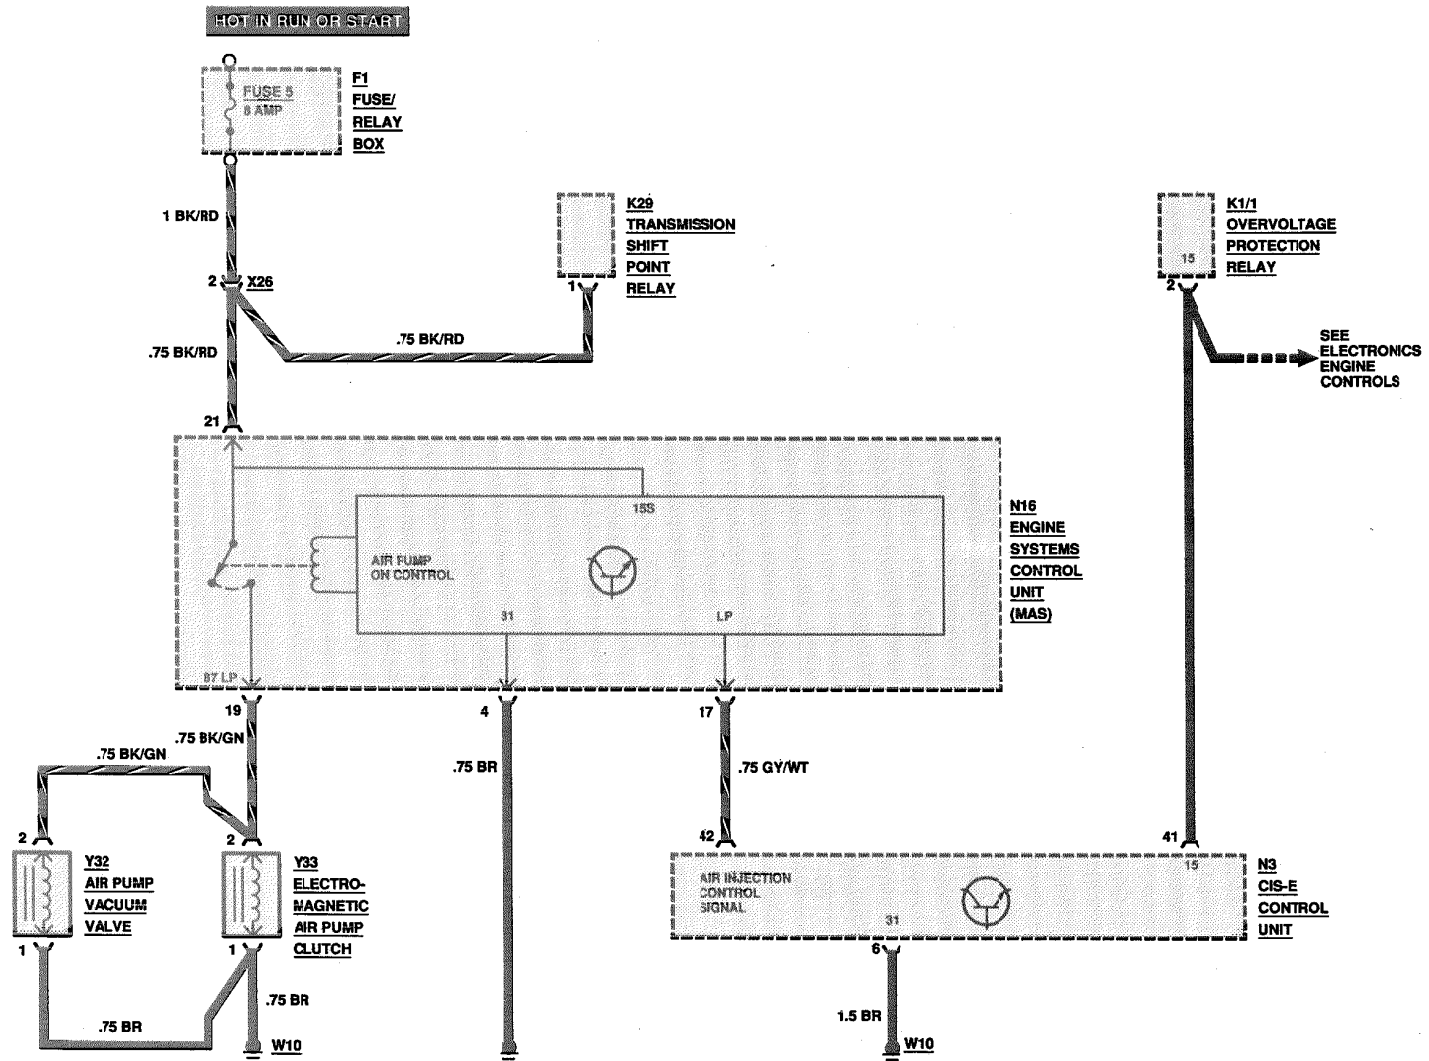 HOT IN RUN OR START
FUSE 5
8 AMP
F1
FUSE/
RELAY
BOX
1 BK/RD
K29
TRANSMISSION
SHIFT
POINT
RELAY
K1/1
OVERVOLTAGE
PROTECTION
RELAY
15
2 X26
1
2
.75 BK/RD
.75 BK/RD
SEE
ELECTRONICS
ENGINE
CONTROLS
21
15S
AIR PUMP
ON CONTROL
N16
ENGINE
SYSTEMS
CONTROL
UNIT
(MAS)
31
LP
87 LP
19
4
17
.75 BK/GN
.75 BK/GN
.75 BR
.75 GY/WT
2
2
42
41
Y32
AIR PUMP
VACUUM
VALVE
Y33
ELECTRO-
MAGNETIC
AIR PUMP
CLUTCH
AIR INJECTION
CONTROL
SIGNAL
15
31
N3
CIS-E
CONTROL
UNIT
1
1
6
.75 BR
.75 BR
1.5 BR
W10
W10